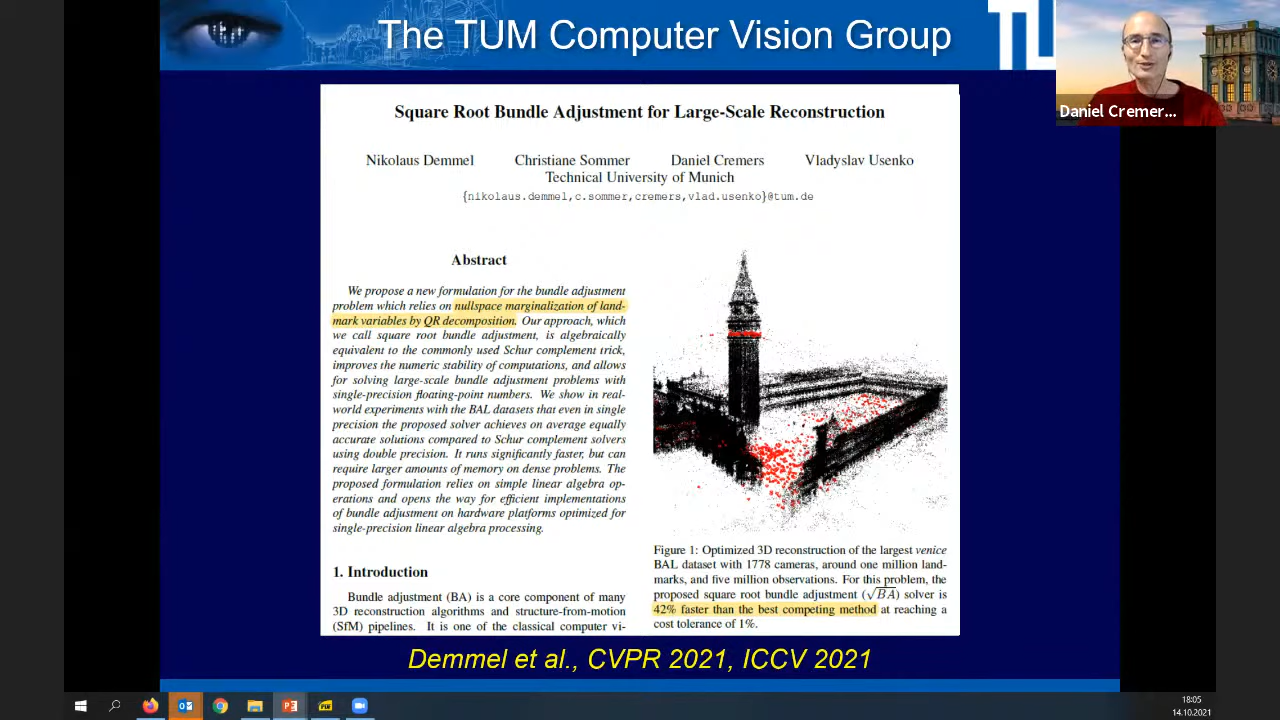 The TUM Computer Vision Group
TU
Daniel Cremer...
Square Root Bundle Adjustment for Large-Scale Reconstruction
Nikolaus Demmel Christiane Sommer Daniel Cremers Vladyslav Usenko
Technical University of Munich
{nikolaus.demmel,c.sommer,cremers,vlad.usenko}@tum.de
Abstract
We propose a new formulation for the bundle adjustment
problem which relies on nullspace marginalization of land-
mark variables by QR decomposition. Our approach, which
we call square root bundle adjustment, is algebraically
equivalent to the commonly used Schur complement trick,
improves the numeric stability of computations, and allows
for solving large-scale bundle adjustment problems with
single-precision floating-point numbers. We show in real-
world experiments with the BAL datasets that even in single
precision the proposed solver achieves on average equally
accurate solutions compared to Schur complement solvers
using double precision. It runs significantly faster, but can
require larger amounts of memory on dense problems. The
proposed formulation relies on simple linear algebra op-
erations and opens the way for efficient implementations
of bundle adjustment on hardware platforms optimized for
single-precision linear algebra processing.
1. Introduction
Bundle adjustment (BA) is a core component of many
3D reconstruction algorithms and structure-from-motion
(SfM) pipelines. It is one of the classical computer vi-
Figure 1: Optimized 3D reconstruction of the largest venice
BAL dataset with 1778 cameras, around one million land-
marks, and five million observations. For this problem, the
proposed square root bundle adjustment (√BA) solver is
42% faster than the best competing method at reaching a
cost tolerance of 1%.
Demmel et al., CVPR 2021, ICCV 2021
18:05
14.10.2021